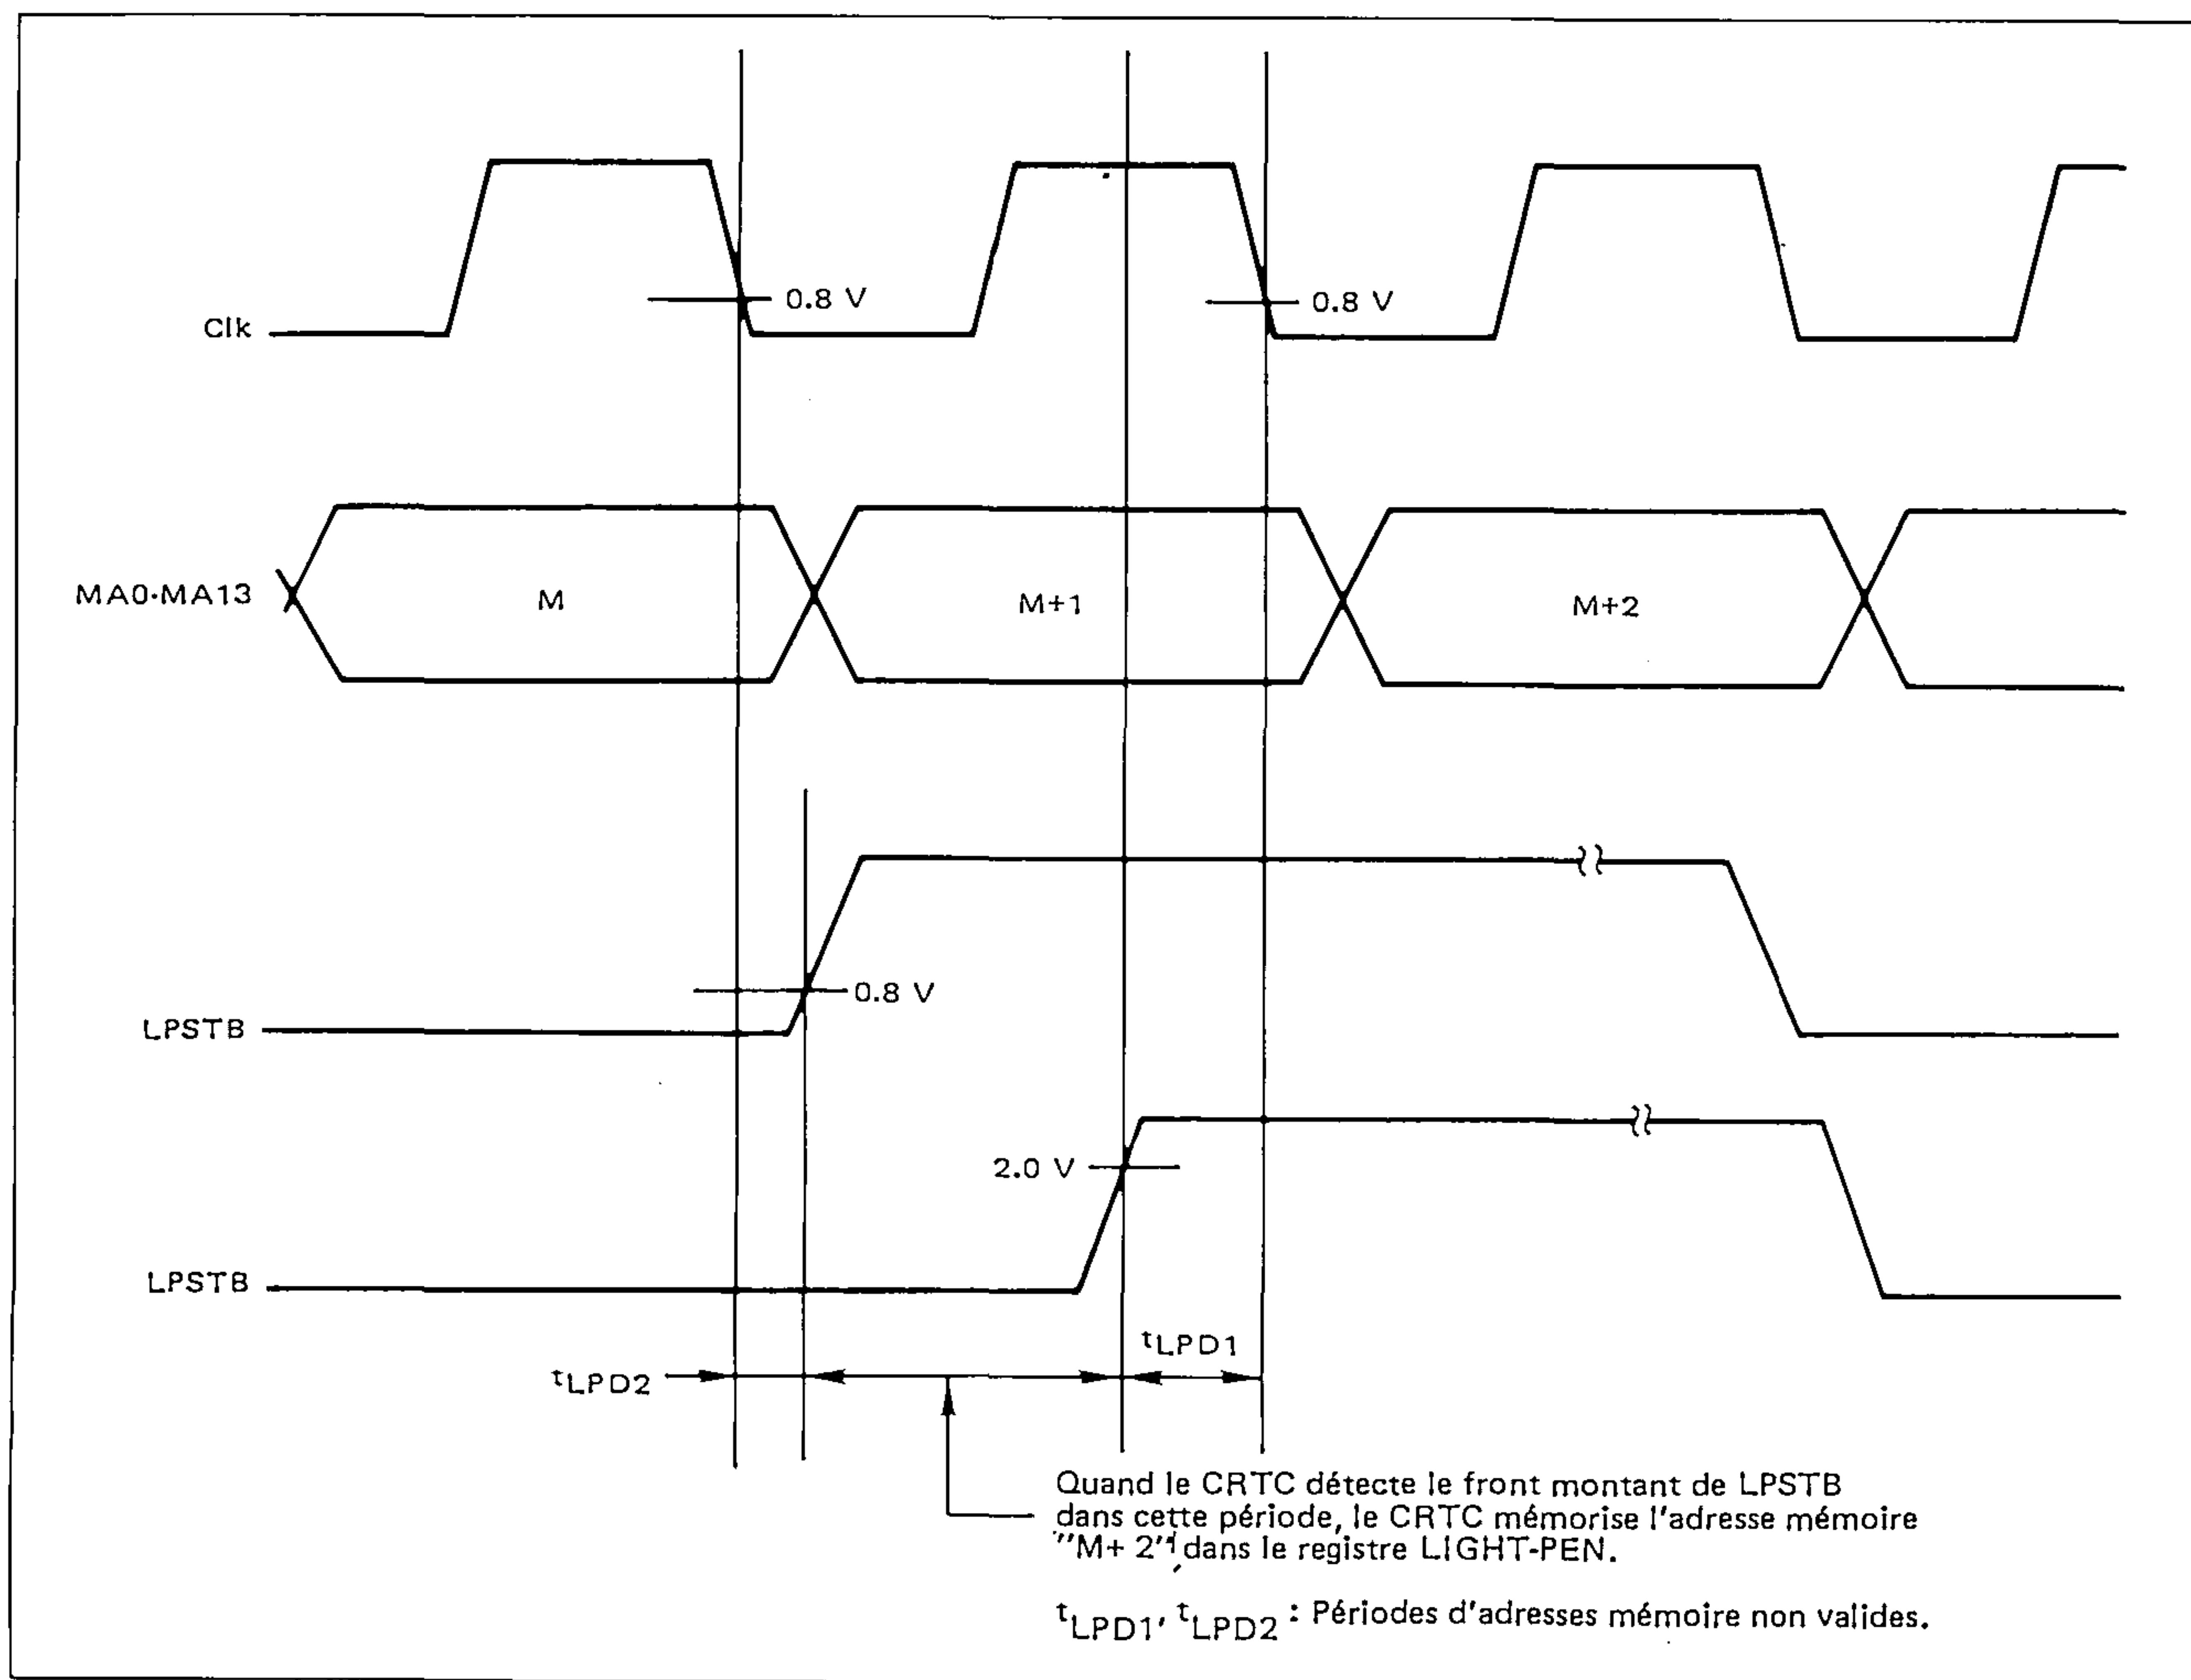 Clk
0.8 V
0.8 V
MA0·MA13
M
M+1
M+2
LPSTB
0.8 V
2.0 V
LPSTB
tLPD1
tLPD2
Quand le CRTC détecte le front montant de LPSTB
dans cette période, le CRTC mémorise l'adresse mémoire
"M+ 2" dans le registre LIGHT-PEN.
tLPD1, tLPD2 : Périodes d'adresses mémoire non valides.